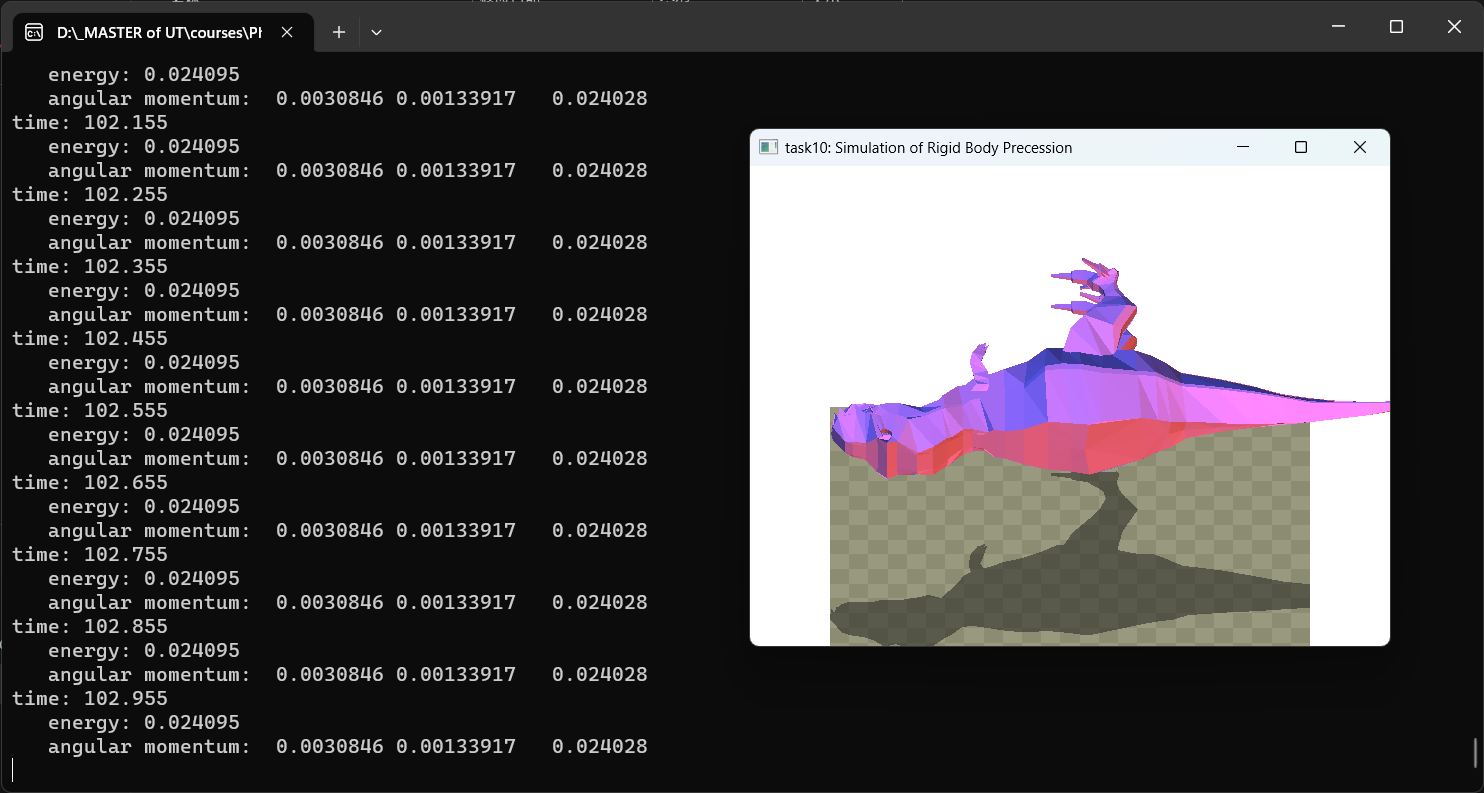 D:\_MASTER of UT\courses\Ph
energy: 0.024095
angular momentum:  0.0030846 0.00133917   0.024028
time: 102.155
energy: 0.024095
angular momentum:  0.0030846 0.00133917   0.024028
time: 102.255
energy: 0.024095
angular momentum:  0.0030846 0.00133917   0.024028
time: 102.355
energy: 0.024095
angular momentum:  0.0030846 0.00133917   0.024028
time: 102.455
energy: 0.024095
angular momentum:  0.0030846 0.00133917   0.024028
time: 102.555
energy: 0.024095
angular momentum:  0.0030846 0.00133917   0.024028
time: 102.655
energy: 0.024095
angular momentum:  0.0030846 0.00133917   0.024028
time: 102.755
energy: 0.024095
angular momentum:  0.0030846 0.00133917   0.024028
time: 102.855
energy: 0.024095
angular momentum:  0.0030846 0.00133917   0.024028
time: 102.955
energy: 0.024095
angular momentum:  0.0030846 0.00133917   0.024028
task10: Simulation of Rigid Body Precession